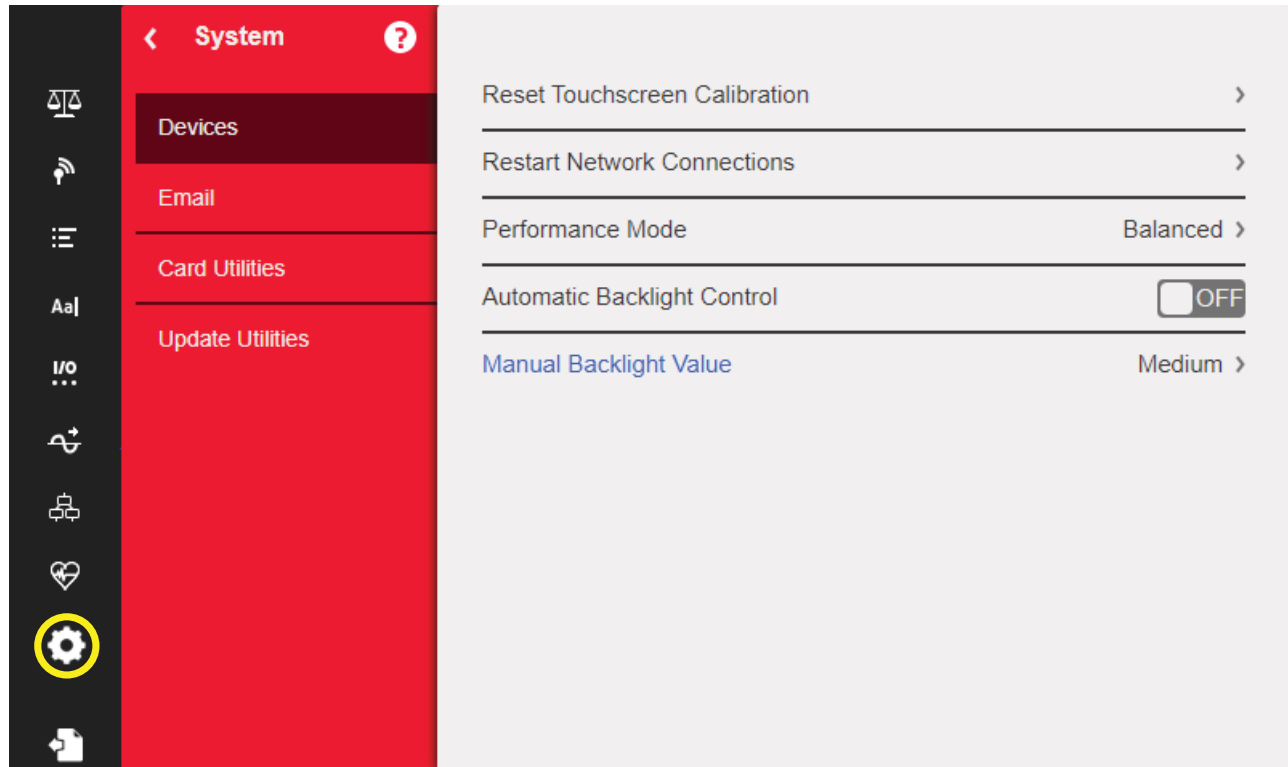 System
?
Devices
Email
Card Utilities
Update Utilities
Aa
I/O
Reset Touchscreen Calibration
Restart Network Connections
Performance Mode Balanced
Automatic Backlight Control OFF
Manual Backlight Value Medium